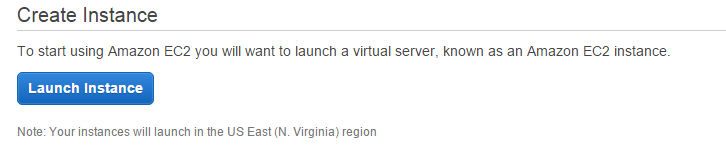 Create Instance
To start using Amazon EC2 you will want to launch a virtual server, known as an Amazon EC2 instance.
Launch Instance
Note: Your instances will launch in the US East (N. Virginia) region